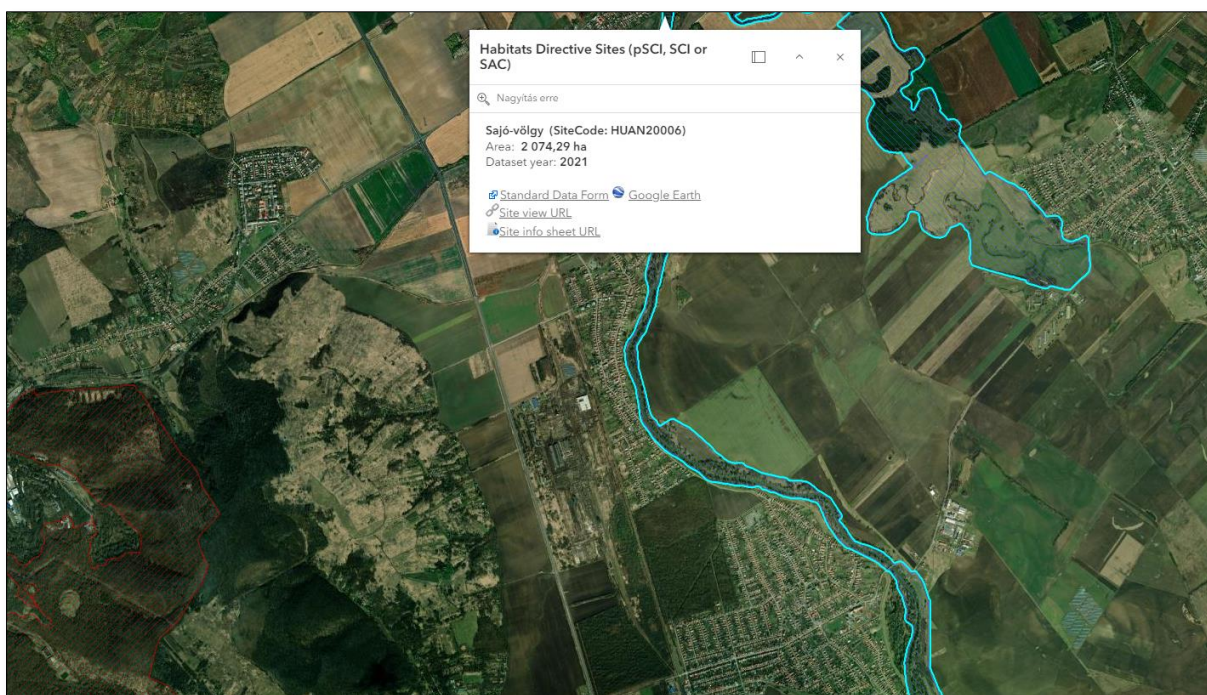 Habitats Directive Sites (pSCI, SCI or
SAC)
Nagyítás erre
Sajó-völgy (SiteCode: HUAN20006)
Area: 2 074,29 ha
Dataset year: 2021
Standard Data Form Google Earth
Site view URL
Site info sheet URL